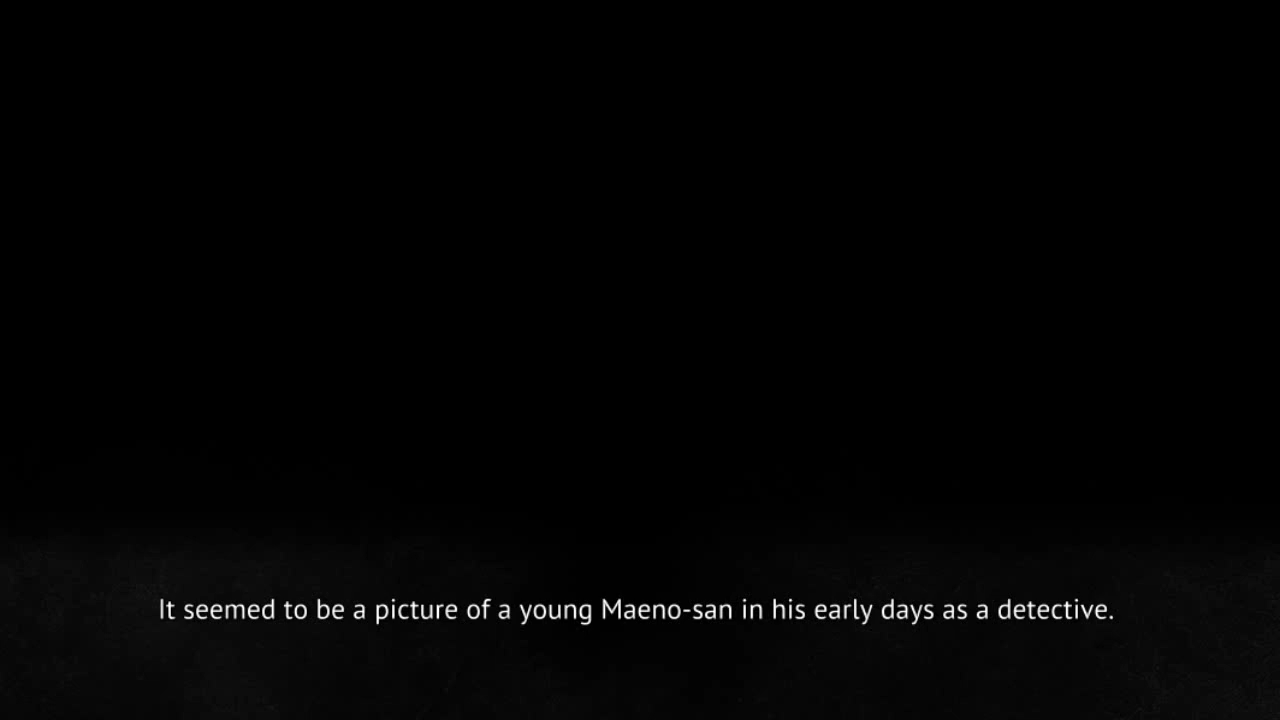 It seemed to be a picture of a young Maeno-san in his early days as a detective.